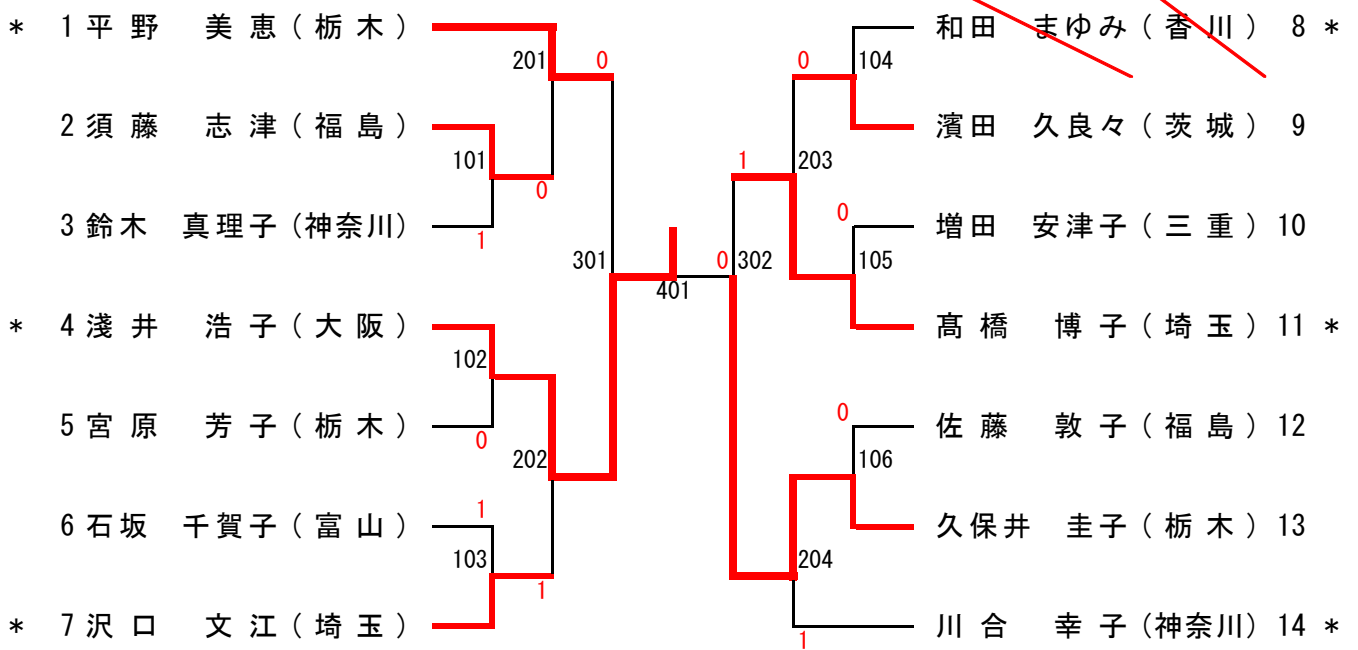 * 1 平野 美恵 (栃木)
201
0
2 須藤 志津 (福島)
101
0
3 鈴木 真理子 (神奈川)
1
301
* 4 淺井 浩子 (大阪)
102
5 宮原 芳子 (栃木)
0
202
6 石坂 千賀子 (富山)
1
103
1
* 7 沢口 文江 (埼玉)
401
和田 まゆみ (香川) 8 *
0
104
濱田 久良々 (茨城) 9
1
203
0
増田 安津子 (三重) 10
0
302
105
髙橋 博子 (埼玉) 11 *
0
佐藤 敦子 (福島) 12
106
久保井 圭子 (栃木) 13
204
川合 幸子 (神奈川) 14 *
1